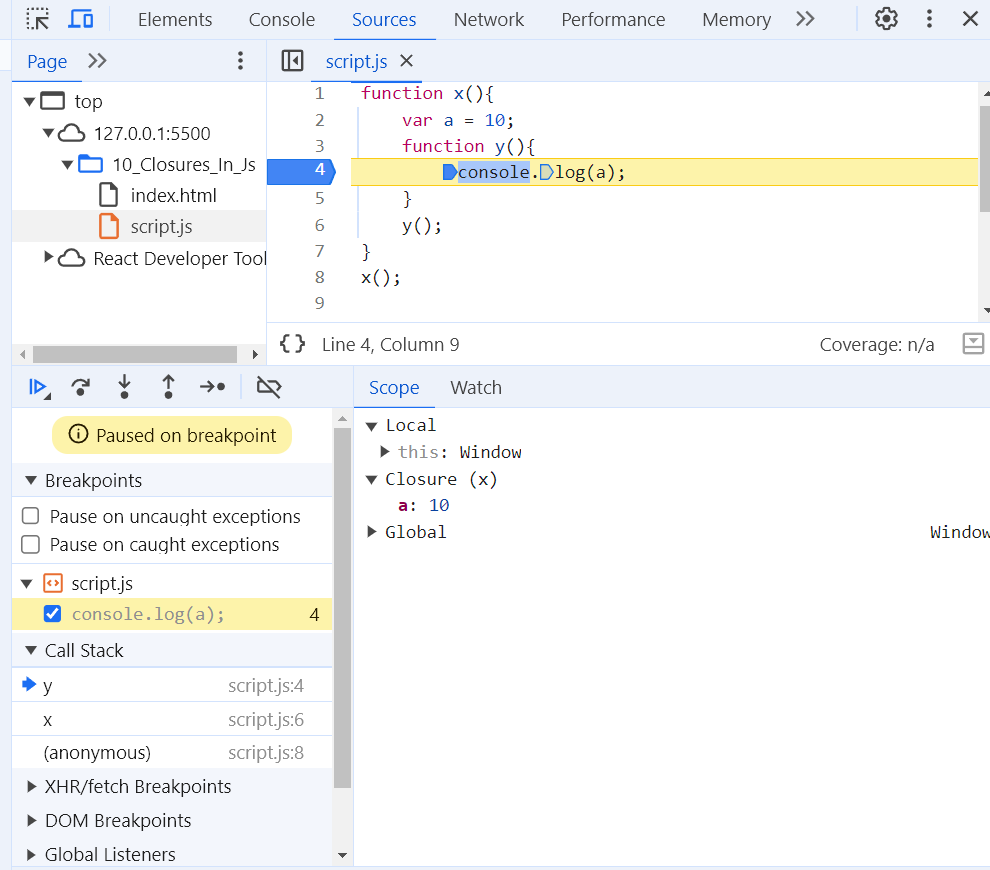 Elements Console Sources Network Performance Memory
Page
script.js
top
127.0.0.1:5500
10_Closures_In_Js
index.html
script.js
React Developer Tool
1 function x(){
2 var a = 10;
3 function y(){
4 console.log(a);
5 }
6 y();
7 }
8 x();
9
{} Line 4, Column 9 Coverage: n/a
Paused on breakpoint
Breakpoints
Pause on uncaught exceptions
Pause on caught exceptions
script.js
console.log(a); 4
Call Stack
y script.js:4
x script.js:6
(anonymous) script.js:8
XHR/fetch Breakpoints
DOM Breakpoints
Global Listeners
Scope Watch
Local
this: Window
Closure (x)
a: 10
Global Window